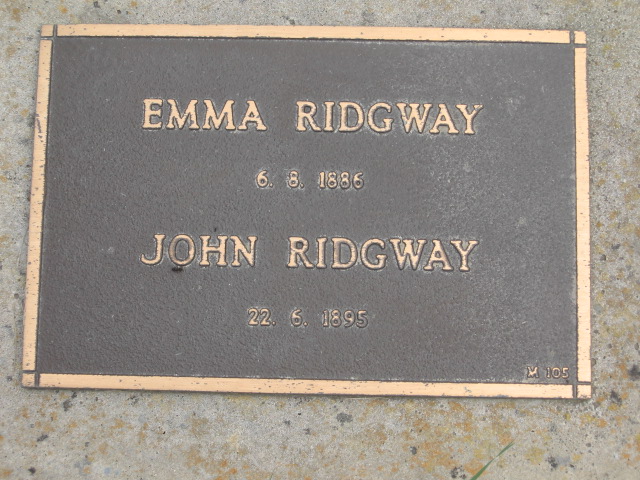 EMMA RIDGWAY
6. 8. 1886
JOHN RIDGWAY
22. 6. 1895
M 105